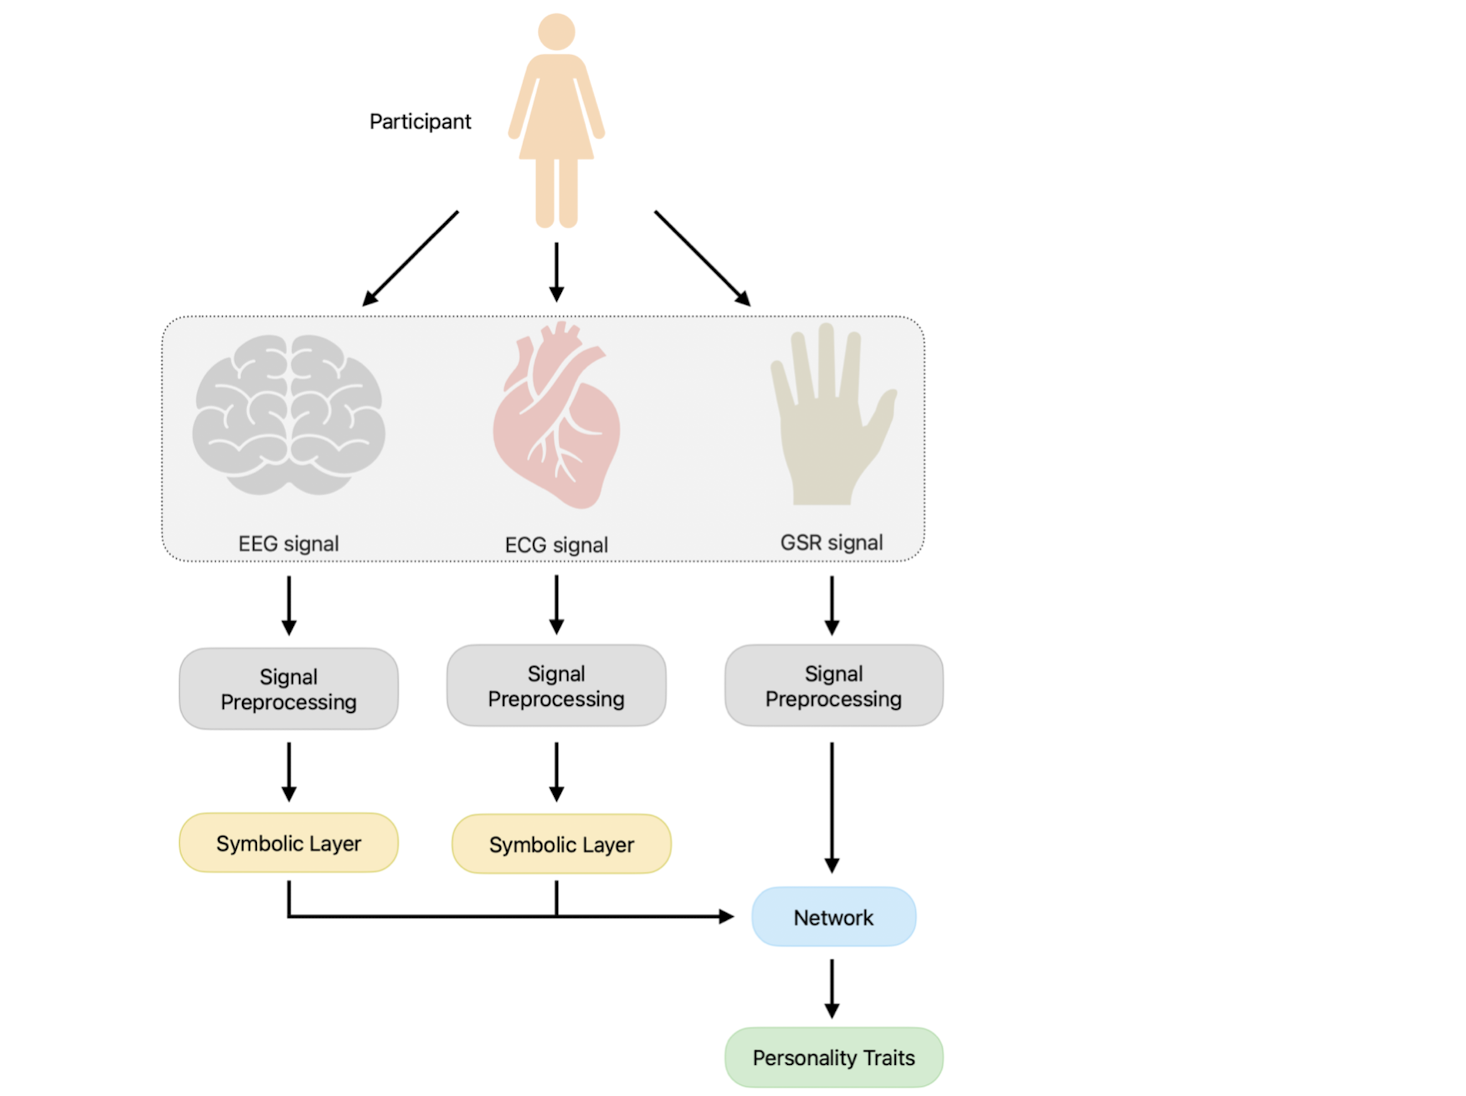 Participant
EEG signal
ECG signal
GSR signal
Signal
Preprocessing
Signal
Preprocessing
Signal
Preprocessing
Symbolic Layer
Symbolic Layer
Network
Personality Traits